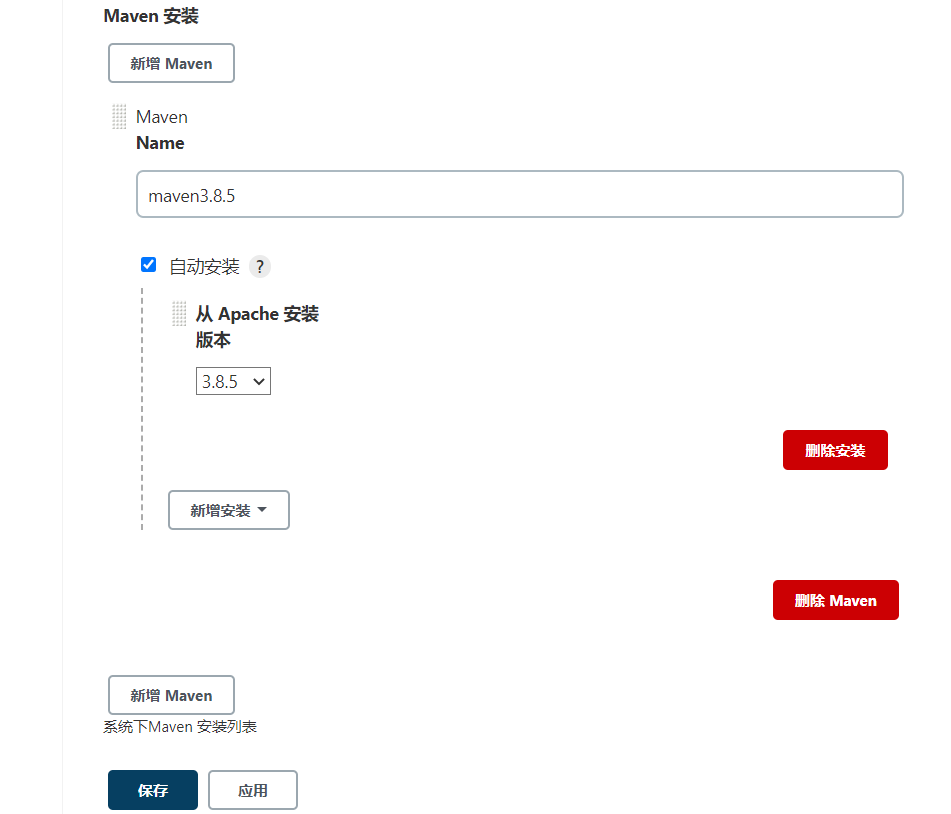 Maven 安装
新增 Maven
Maven
Name
maven3.8.5
自动安装 ?
从 Apache 安装
版本
3.8.5
删除安装
新增安装
删除 Maven
新增 Maven
系统下Maven 安装列表
保存 应用